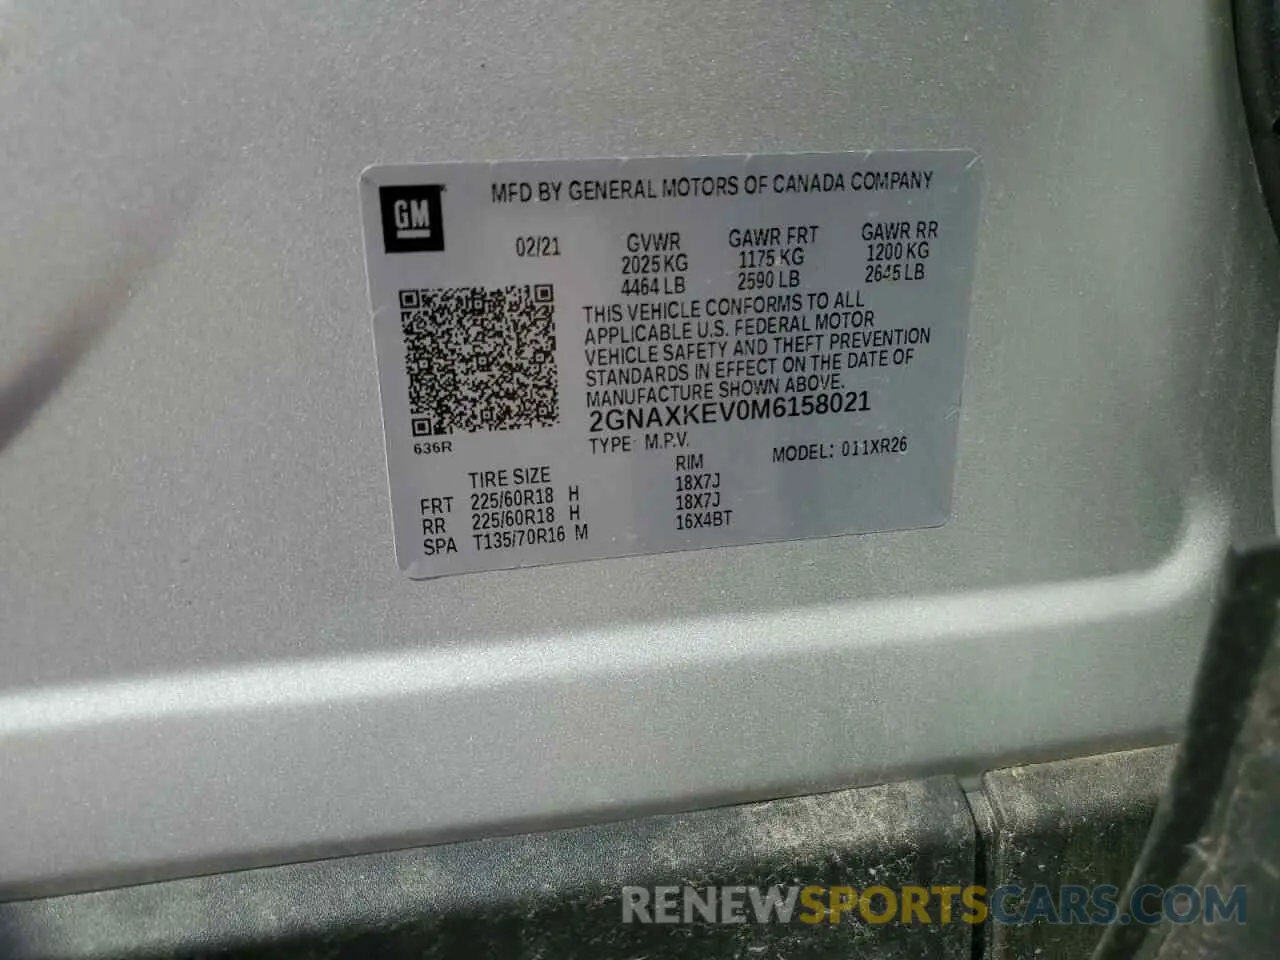 GM
MFD BY GENERAL MOTORS OF CANADA COMPANY
02/21 GVWR GAWR FRT GAWR RR
2025 KG 1175 KG 1200 KG
4464 LB 2590 LB 2645 LB
THIS VEHICLE CONFORMS TO ALL
APPLICABLE U.S. FEDERAL MOTOR
VEHICLE SAFETY AND THEFT PREVENTION
STANDARDS IN EFFECT ON THE DATE OF
MANUFACTURE SHOWN ABOVE.
2GNAXKEV0M6158021
636R
TYPE: M.P.V. MODEL: 011XR26
TIRE SIZE RIM
FRT 225/60R18 H 18X7J
RR 225/60R18 H 18X7J
SPA T135/70R16 M 16X4BT
RENEWSPORTSCARS.COM